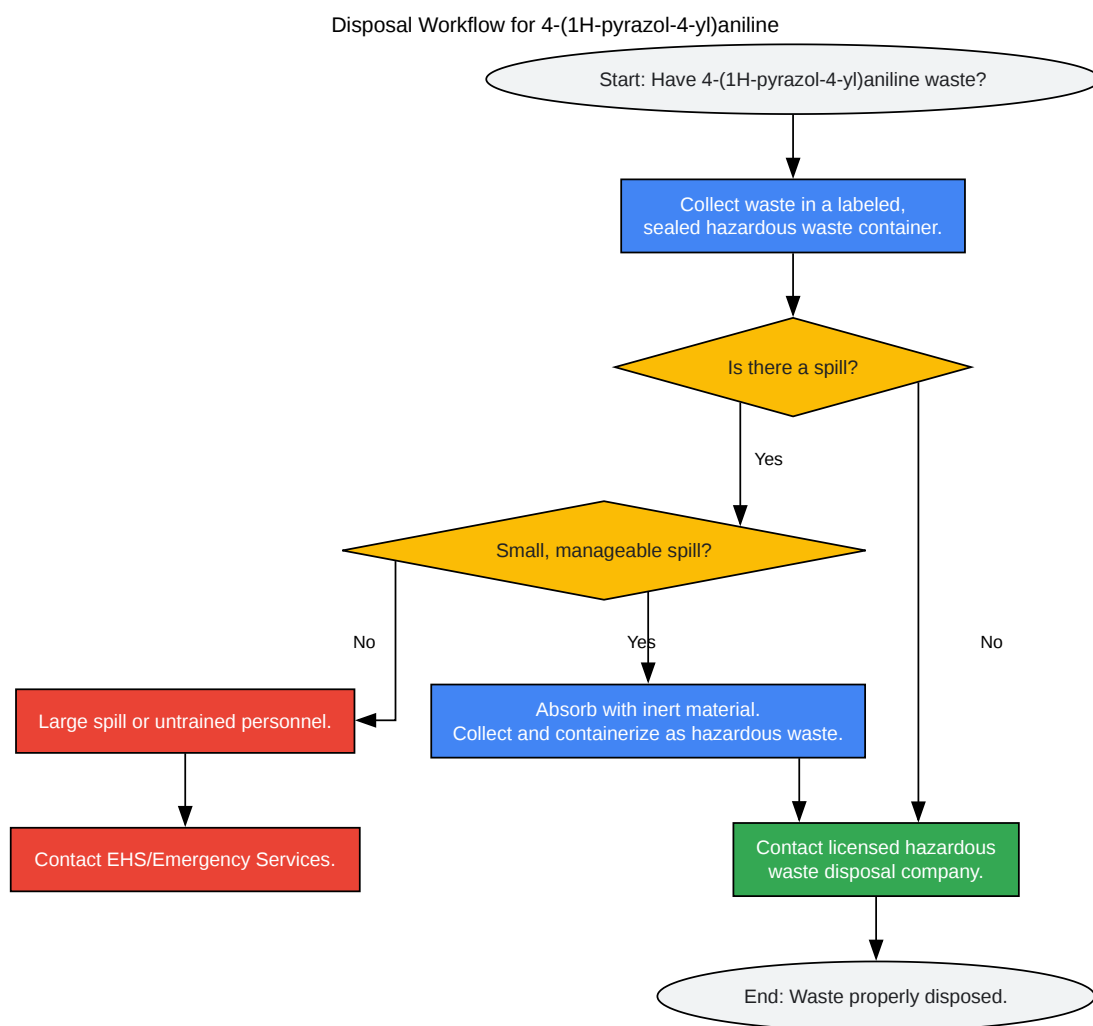 Disposal Workflow for 4-(1H-pyrazol-4-yl)aniline
Start: Have 4-(1H-pyrazol-4-yl)aniline waste?
Collect waste in a labeled,
sealed hazardous waste container.
Is there a spill?
Yes
Small, manageable spill?
No
Yes
No
Large spill or untrained personnel.
Absorb with inert material.
Collect and containerize as hazardous waste.
Contact EHS/Emergency Services.
Contact licensed hazardous
waste disposal company.
End: Waste properly disposed.